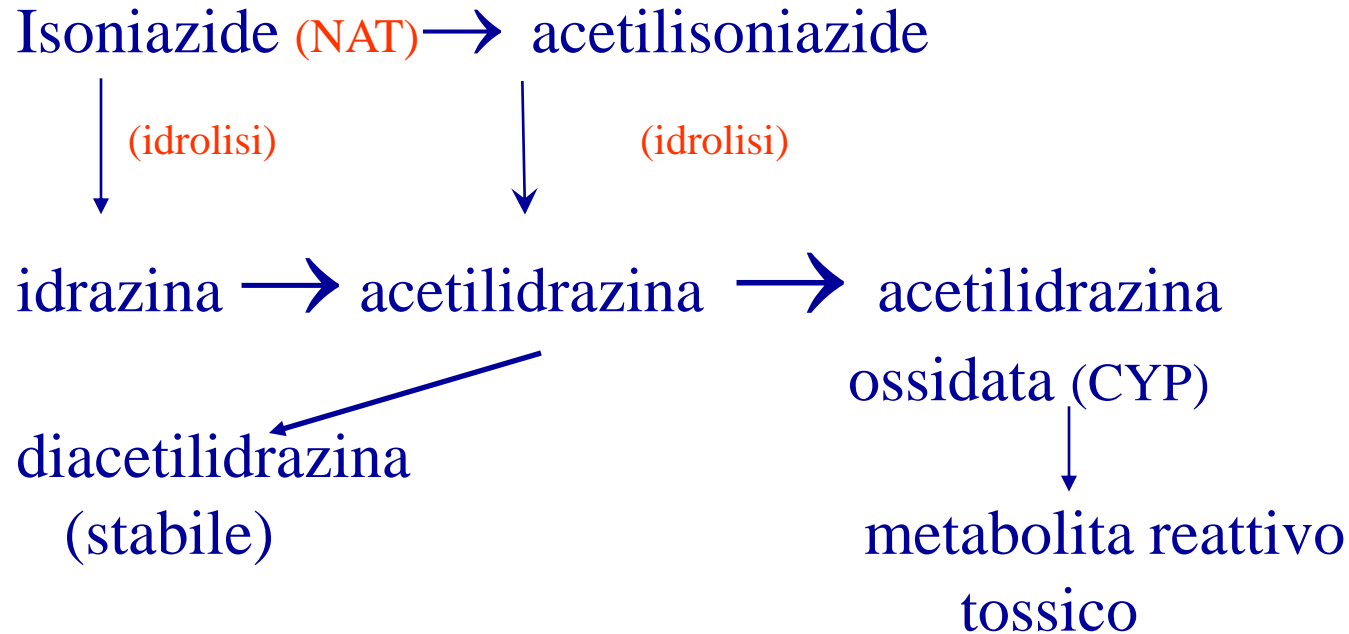 Isoniazide (NAT) → acetilisoniazide
(idrolisi) (idrolisi)
idrazina → acetilidrazina → acetilidrazina
ossidata (CYP)
diacetilidrazina
(stabile)
metabolita reattivo
tossico